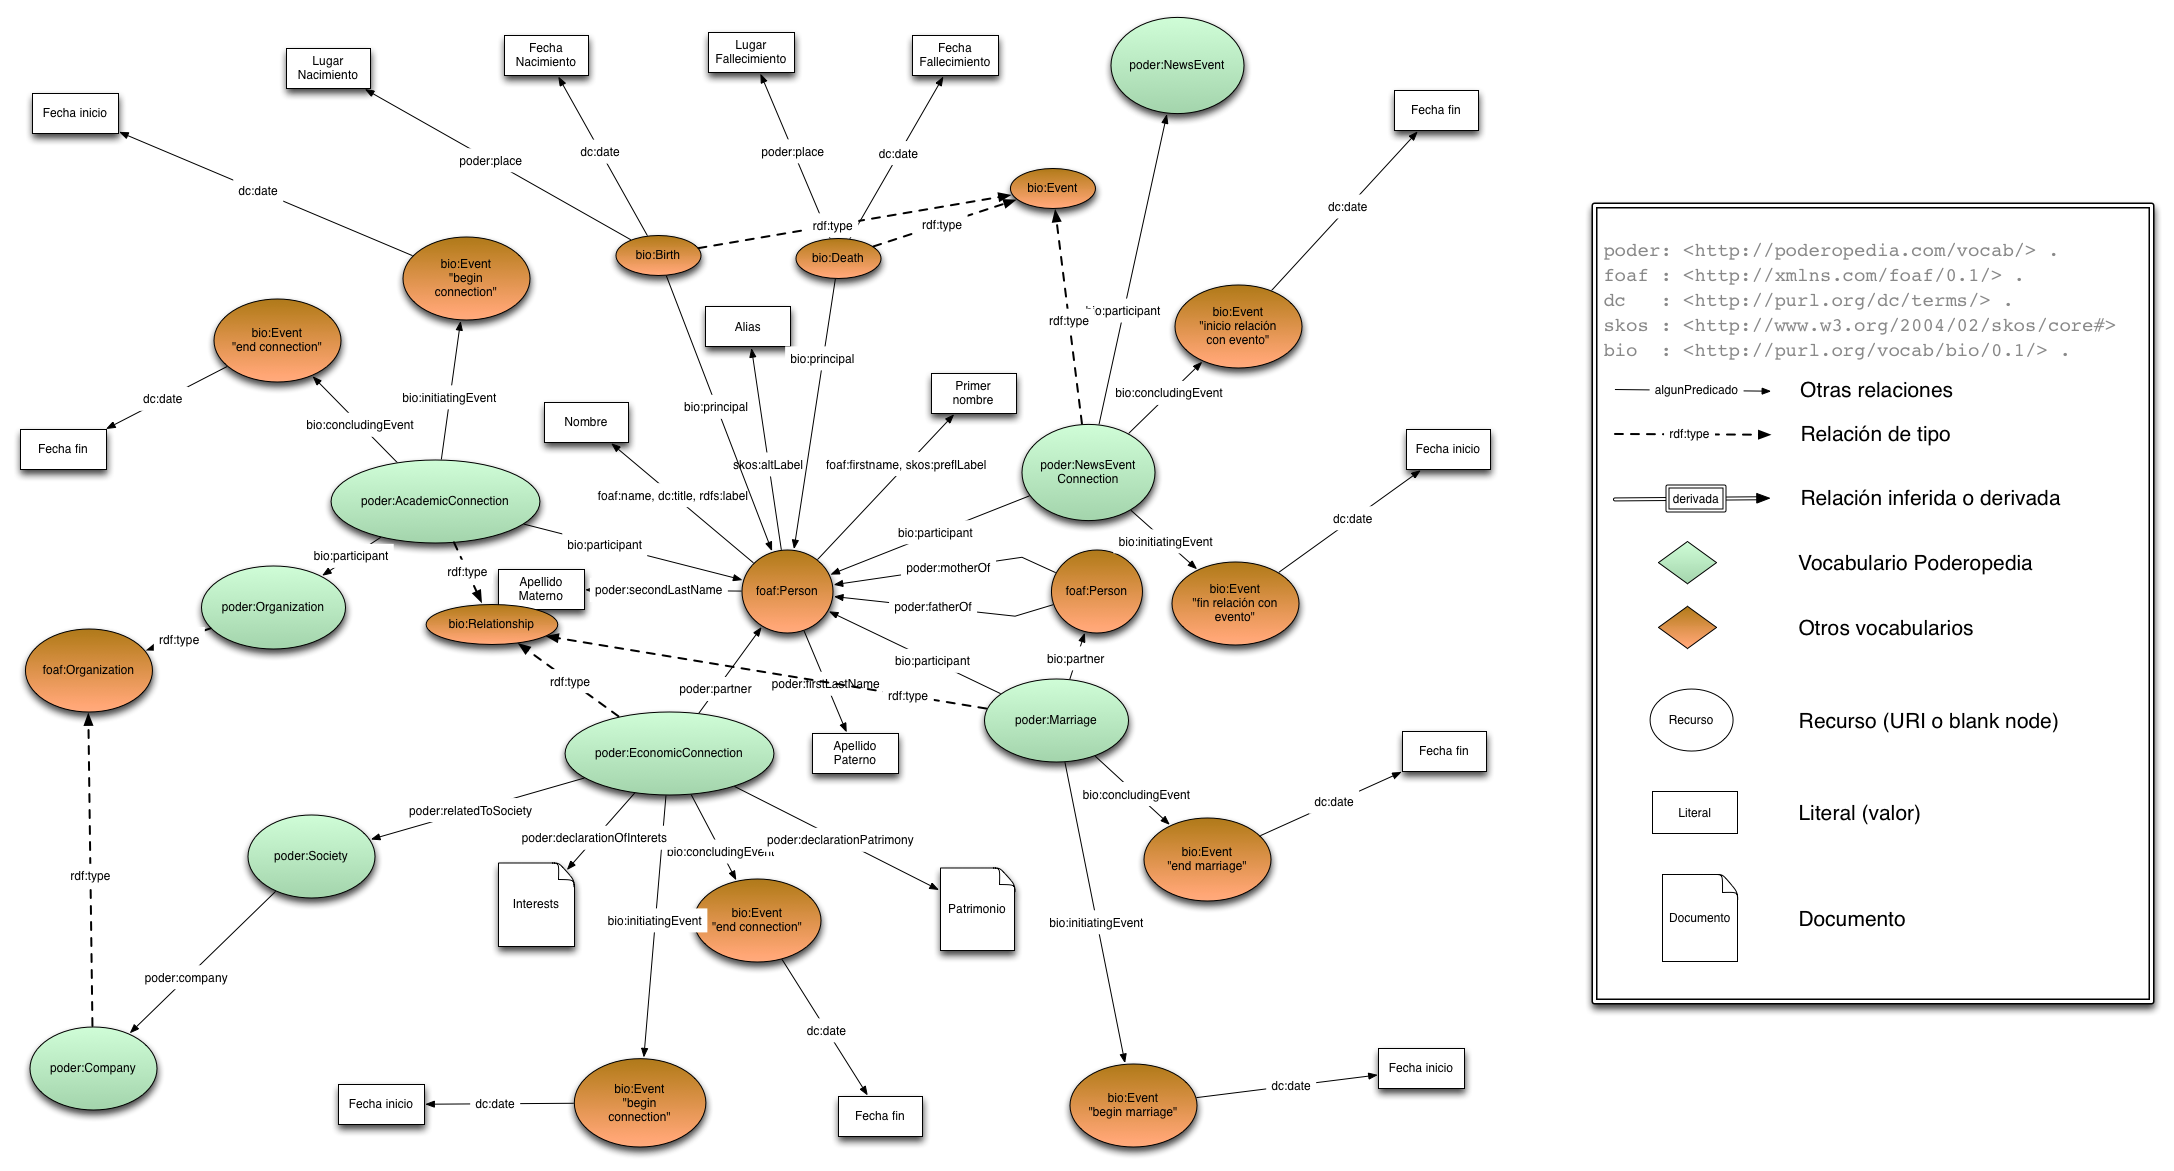 poder:NewsEvent
Lugar
Nacimiento
Fecha
Nacimiento
Lugar
Fallecimiento
Fecha
Fallecimiento
Fecha inicio
Fecha fin
poder:place
dc:date
poder:place
dc:date
dc:date
bio:Event
dc:date
rdf:type
rdf:type
bio:Birth
bio:Death
bio:Event
"begin
connection"
bio:participant
rdf:type
bio:Event
"inicio relación
con evento"
bio:Event
"end connection"
Alias
bio:principal
dc:date
bio:initiatingEvent
bio:principal
Primer
nombre
bio:concludingEvent
bio:concludingEvent
Nombre
Fecha fin
Fecha inicio
skos:altLabel
foaf:firstname, skos:preflLabel
poder:NewsEvent
Connection
foaf:name, dc:title, rdfs:label
poder:AcademicConnection
dc:date
bio:participant
bio:participant
bio:initiatingEvent
bio:participant
rdf:type
poder:motherOf
Apellido
Materno
poder:secondLastName
foaf:Person
foaf:Person
bio:Event
"fin relación con
evento"
poder:Organization
poder:fatherOf
bio:Relationship
rdf:type
foaf:Organization
bio:participant
bio:partner
rdf:type
poder:partner
poder:firstLastName
rdf:type
poder:Marriage
poder:EconomicConnection
Apellido
Paterno
Fecha fin
bio:concludingEvent
dc:date
poder:relatedToSociety
poder:declarationOfInterets
bio:concludingEvent
poder:declarationPatrimony
poder:Society
bio:Event
"end marriage"
rdf:type
Interests
Patrimonio
bio:initiatingEvent
bio:Event
"end connection"
bio:initiatingEvent
poder:company
dc:date
poder:Company
Fecha inicio
dc:date
bio:Event
"begin
connection"
Fecha fin
bio:Event
"begin marriage"
dc:date
Fecha inicio
poder: <http://poderopedia.com/vocab/> .
foaf : <http://xmlns.com/foaf/0.1/> .
dc   : <http://purl.org/dc/terms/> .
skos : <http://www.w3.org/2004/02/skos/core#>
bio  : <http://purl.org/vocab/bio/0.1/> .
algunPredicado
Otras relaciones
rdf:type
Relación de tipo
derivada
Relación inferida o derivada
Vocabulario Poderopedia
Otros vocabularios
Recurso
Recurso (URI o blank node)
Literal
Literal (valor)
Documento
Documento